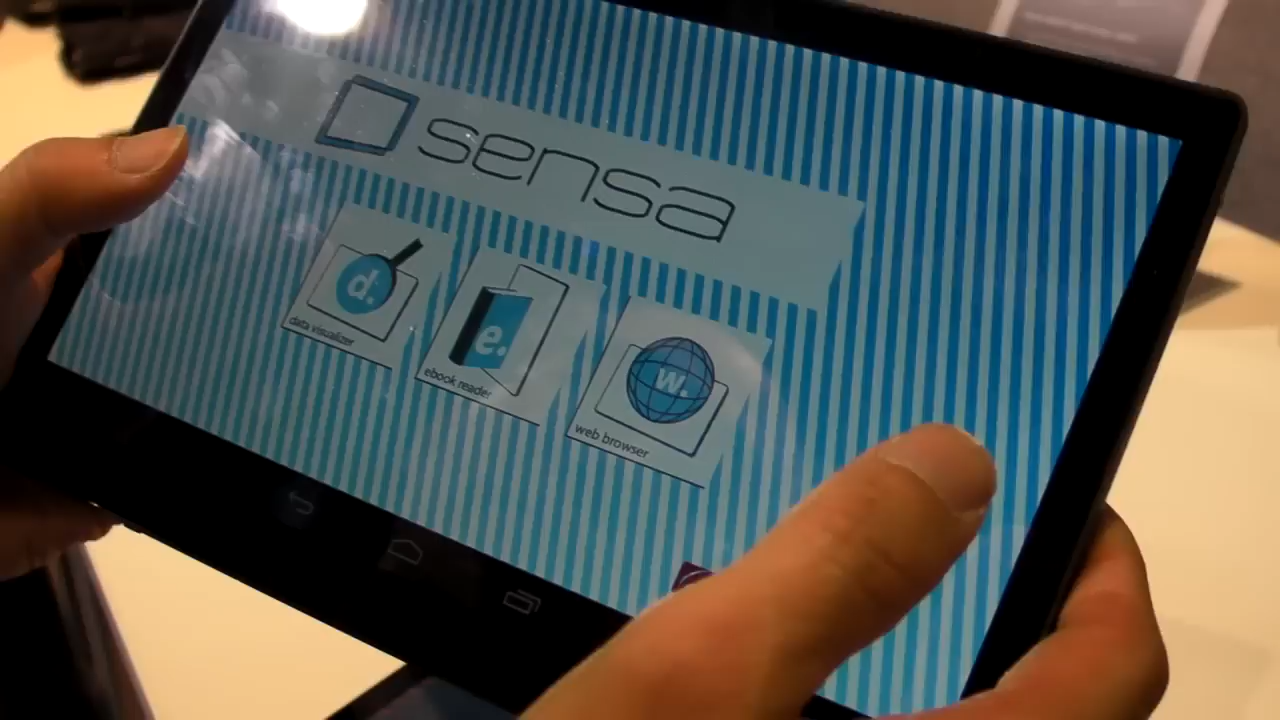 sensa
d.
data visualizer
e.
ebook reader
w.
web browser